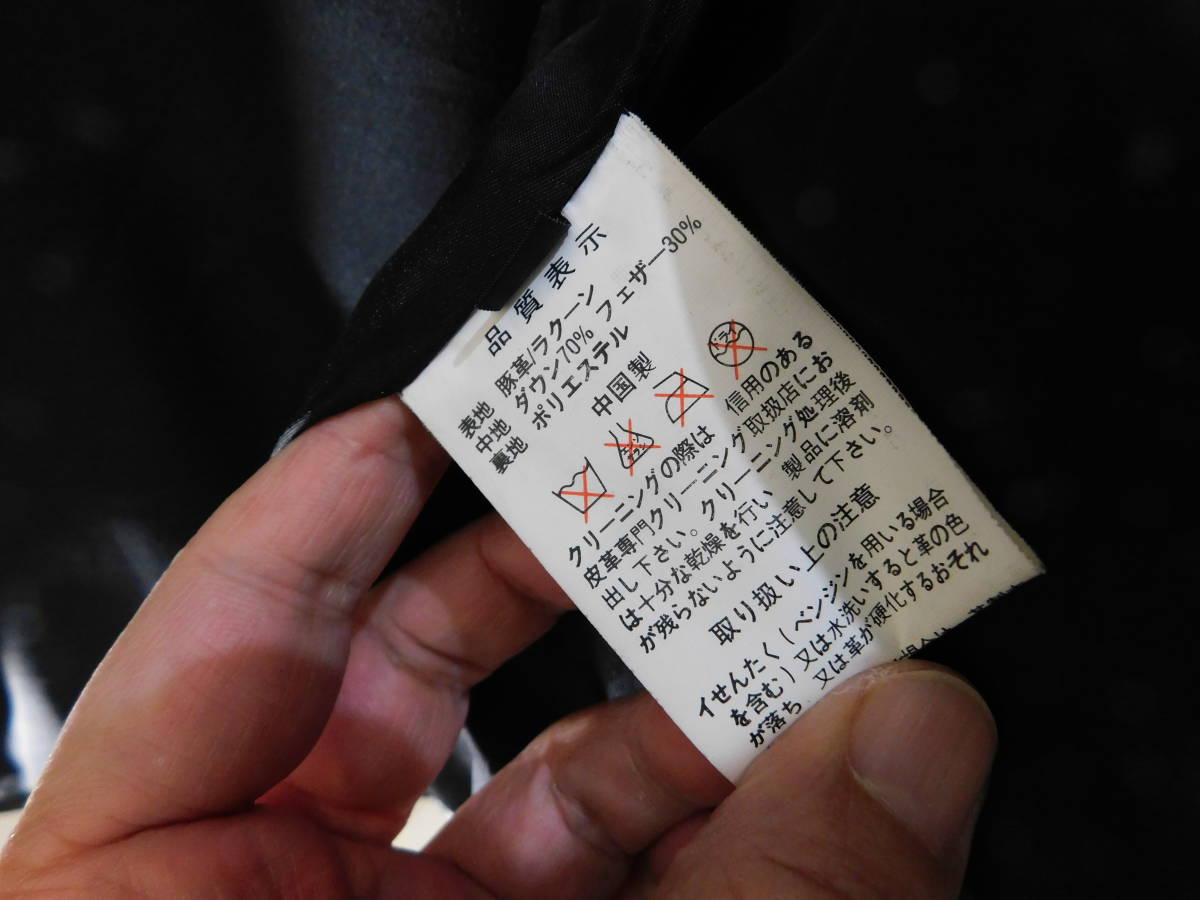 品質表示
表地 豚革/ラクーン
中地 ダウン70% フェザー30%
裏地 ポリエステル
中国製
ドライ
クリーニングの際は 信用のある
皮革専門クリーニング取扱店にお
出し下さい。クリーニング処理後
は十分な乾燥を行い 製品に溶剤
が残らないように注意して下さい。
取り扱い上の注意
イせんたく(ベンジンを用いる場合
を含む)又は水洗いすると革の色
が落ち 又は革が硬化するおそれ